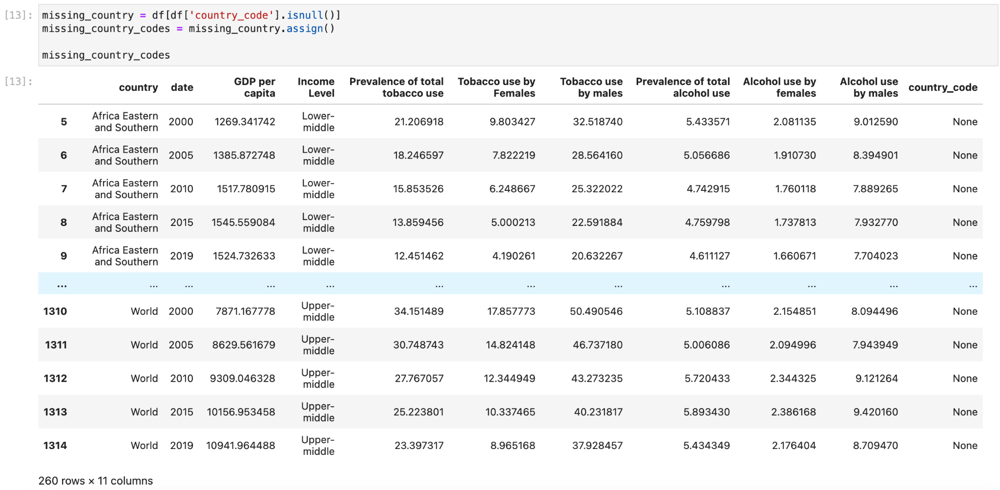 [13]: missing_country = df[df['country_code'].isnull()]
missing_country_codes = missing_country.assign()
missing_country_codes
[13]:
country date GDP per capita Income Level Prevalence of total tobacco use Tobacco use by Females Tobacco use by males Prevalence of total alcohol use Alcohol use by females Alcohol use by males country_code
5 Africa Eastern and Southern 2000 1269.341742 Lower-middle 21.206918 9.803427 32.518740 5.433571 2.081135 9.012590 None
6 Africa Eastern and Southern 2005 1385.872748 Lower-middle 18.246597 7.822219 28.564160 5.056686 1.910730 8.394901 None
7 Africa Eastern and Southern 2010 1517.780915 Lower-middle 15.853526 6.248667 25.322022 4.742915 1.760118 7.889265 None
8 Africa Eastern and Southern 2015 1545.559084 Lower-middle 13.859456 5.000213 22.591884 4.759798 1.737813 7.932770 None
9 Africa Eastern and Southern 2019 1524.732633 Lower-middle 12.451462 4.190261 20.632267 4.611127 1.660671 7.704023 None
... ... ... ... ... ... ... ... ... ... ... ...
1310 World 2000 7871.167778 Upper-middle 34.151489 17.857773 50.490546 5.108837 2.154851 8.094496 None
1311 World 2005 8629.561679 Upper-middle 30.748743 14.824148 46.737180 5.006086 2.094996 7.943949 None
1312 World 2010 9309.046328 Upper-middle 27.767057 12.344949 43.273235 5.720433 2.344325 9.121264 None
1313 World 2015 10156.953458 Upper-middle 25.223801 10.337465 40.231817 5.893430 2.386168 9.420160 None
1314 World 2019 10941.964488 Upper-middle 23.397317 8.965168 37.928457 5.434349 2.176404 8.709470 None
260 rows × 11 columns